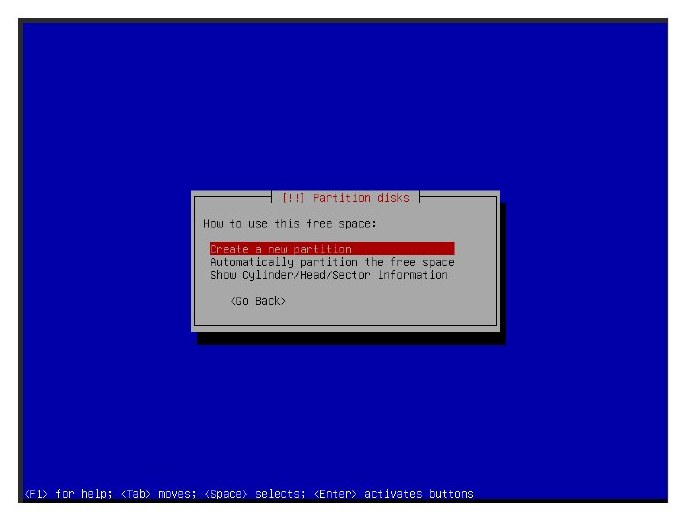 [!!] Partition disks
How to use this free space:
Create a new partition
Automatically partition the free space
Show Cylinder/Head/Sector information
<Go Back>
<F1> for help; <Tab> moves; <Space> selects; <Enter> activates buttons